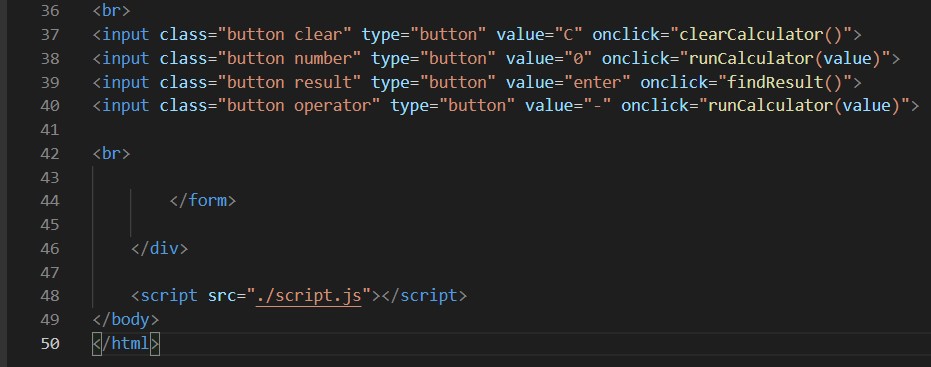 36 <br>
37 <input class="button clear" type="button" value="C" onclick="clearCalculator()">
38 <input class="button number" type="button" value="0" onclick="runCalculator(value)">
39 <input class="button result" type="button" value="enter" onclick="findResult()">
40 <input class="button operator" type="button" value="-" onclick="runCalculator(value)">
41
42 <br>
43
44 </form>
45
46 </div>
47
48 <script src="./script.js"></script>
49 </body>
50 </html>